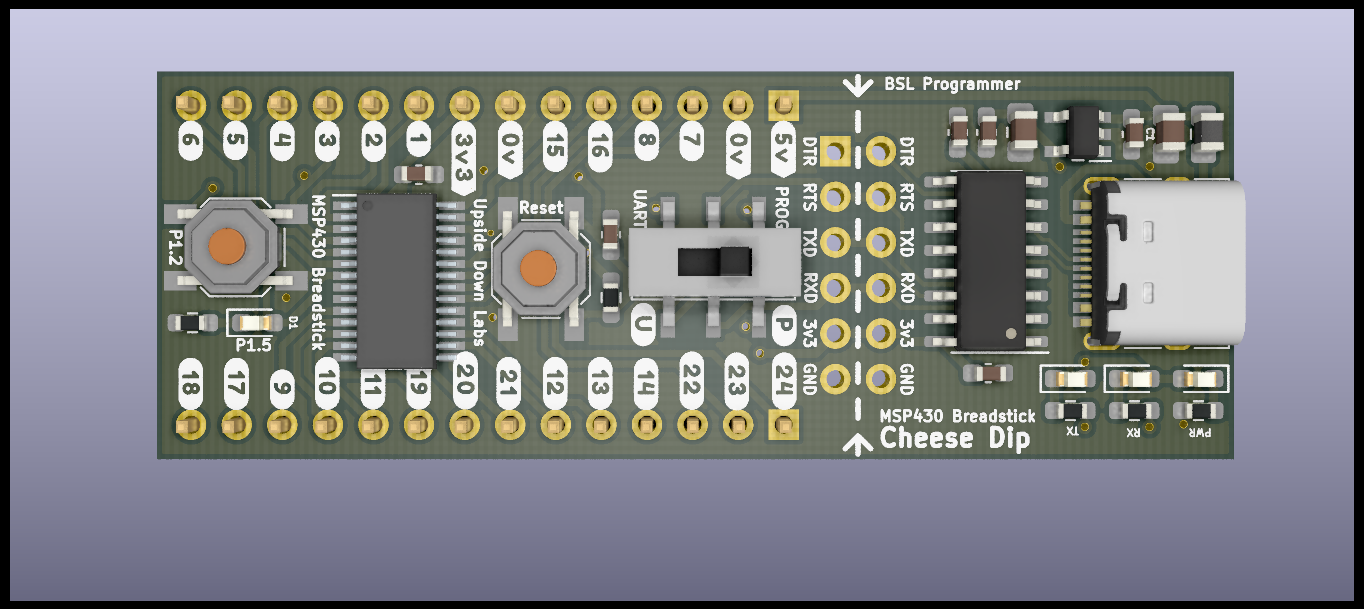 BSL Programmer
6 5 4 3 2 1 3v3 0v 15 16 8 7 0v 5v
DTR DTR
RTS RTS
TXD TXD
RXD RXD
3v3 3v3
GND GND
C1
UART
PROG
P1.2
MSP430 Breadstick
Upside Down Labs
Reset
D1
P1.5
U
P
18 17 9 10 11 19 20 21 12 13 14 22 23 24
MSP430 Breadstick
Cheese Dip
TX RX PWR